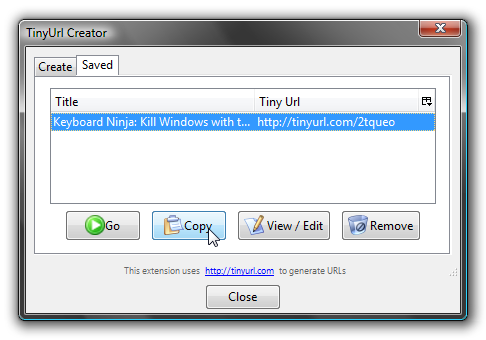 TinyUrl Creator
Create Saved
Title Tiny Url
Keyboard Ninja: Kill Windows with t... http://tinyurl.com/2tqueo
Go Copy View / Edit Remove
This extension uses http://tinyurl.com to generate URLs
Close